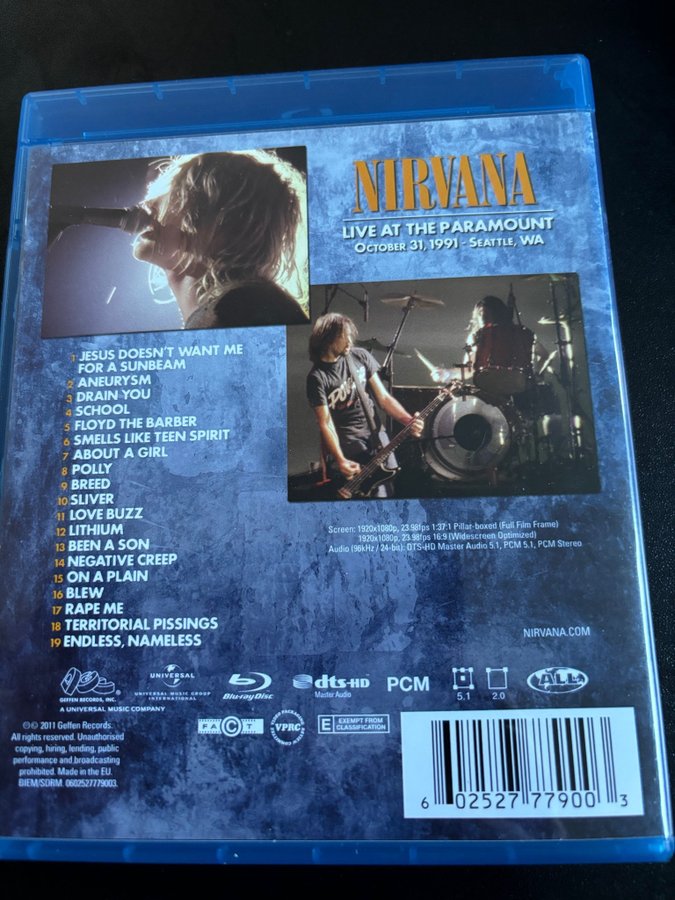 NIRVANA
LIVE AT THE PARAMOUNT
OCTOBER 31, 1991 - SEATTLE, WA
1 JESUS DOESN'T WANT ME
FOR A SUNBEAM
2 ANEURYSM
3 DRAIN YOU
4 SCHOOL
5 FLOYD THE BARBER
6 SMELLS LIKE TEEN SPIRIT
7 ABOUT A GIRL
8 POLLY
9 BREED
10 SLIVER
11 LOVE BUZZ
12 LITHIUM
13 BEEN A SON
14 NEGATIVE CREEP
15 ON A PLAIN
16 BLEW
17 RAPE ME
18 TERRITORIAL PISSINGS
19 ENDLESS, NAMELESS
Screen: 1920x1080p, 23.98fps 1:37:1 Pillar-boxed (Full Film Frame)
1920x1080p, 23.98fps 16:9 (Widescreen Optimized)
Audio (96kHz / 24-bit): DTS-HD Master Audio 5.1, PCM 5.1, PCM Stereo
NIRVANA.COM
GEFFEN RECORDS, INC.
A UNIVERSAL MUSIC COMPANY
UNIVERSAL
UNIVERSAL MUSIC GROUP
INTERNATIONAL
Blu-ray Disc
dts-HD
Master Audio
PCM
5.1
2.0
ALL
VIDEO PACKAGING REVIEW COMMITTEE
VPRC
E EXEMPT FROM
CLASSIFICATION
℗© 2011 Geffen Records.
All rights reserved. Unauthorised
copying, hiring, lending, public
performance and broadcasting
prohibited. Made in the EU.
BIEM/SDRM. 0602527779003.
6 02527 77900 3